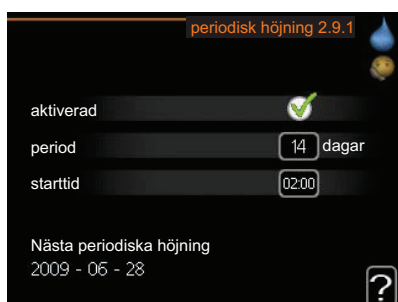 periodisk höjning 2.9.1
aktiverad
period 14 dagar
starttid 02:00
Nästa periodiska höjning
2009 - 06 - 28
?